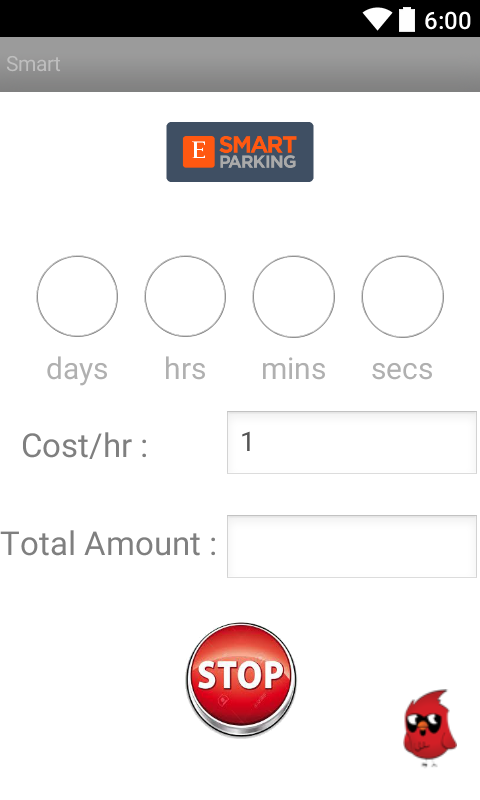 6:00
Smart
E SMART
PARKING
days hrs mins secs
Cost/hr : 1
Total Amount :
STOP